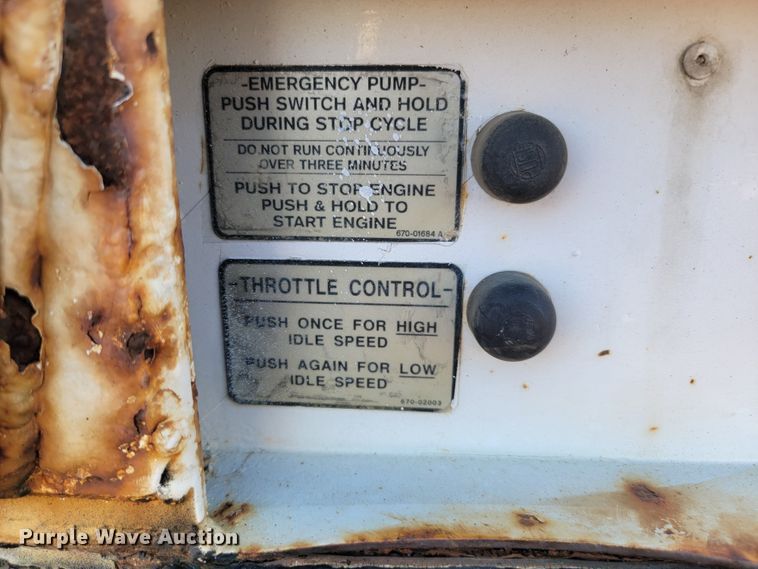 -EMERGENCY PUMP-
PUSH SWITCH AND HOLD
DURING STOP CYCLE
DO NOT RUN CONTINUOUSLY
OVER THREE MINUTES
PUSH TO STOP ENGINE
PUSH & HOLD TO
START ENGINE
670-01684 A
-THROTTLE CONTROL-
PUSH ONCE FOR HIGH
IDLE SPEED
PUSH AGAIN FOR LOW
IDLE SPEED
670-02003
Purple Wave Auction